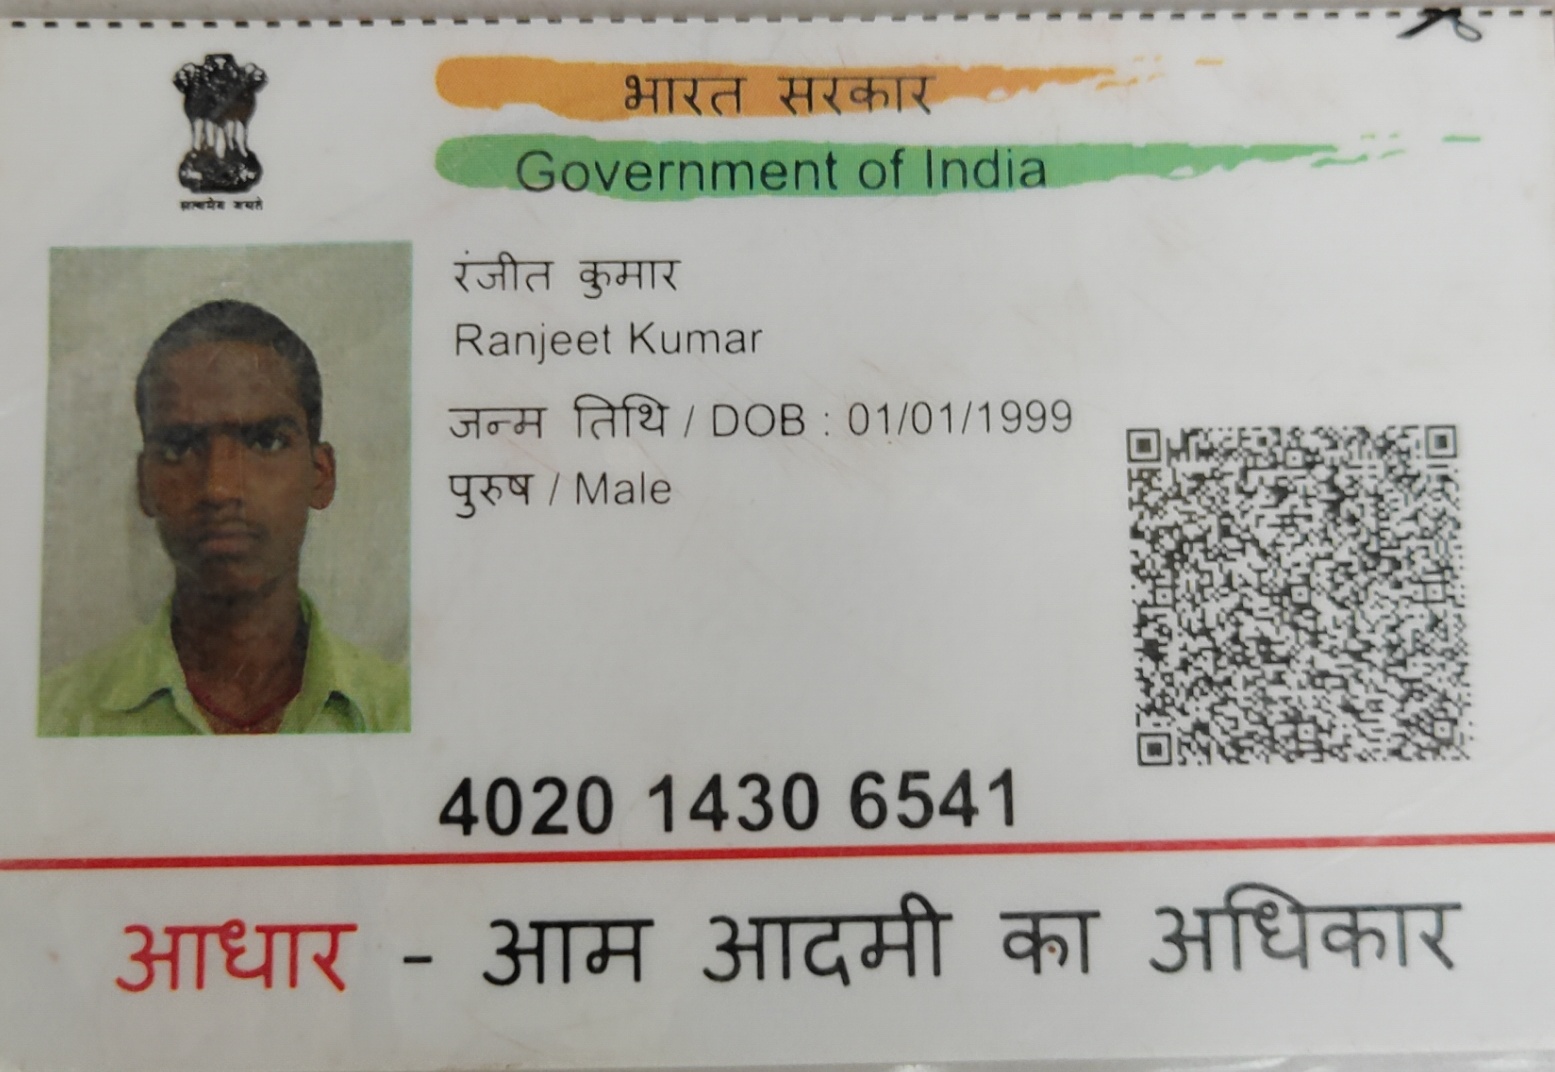 भारत सरकार
Government of India
सत्यमेव जयते
रंजीत कुमार
Ranjeet Kumar
जन्म तिथि / DOB : 01/01/1999
पुरुष / Male
4020 1430 6541
आधार - आम आदमी का अधिकार